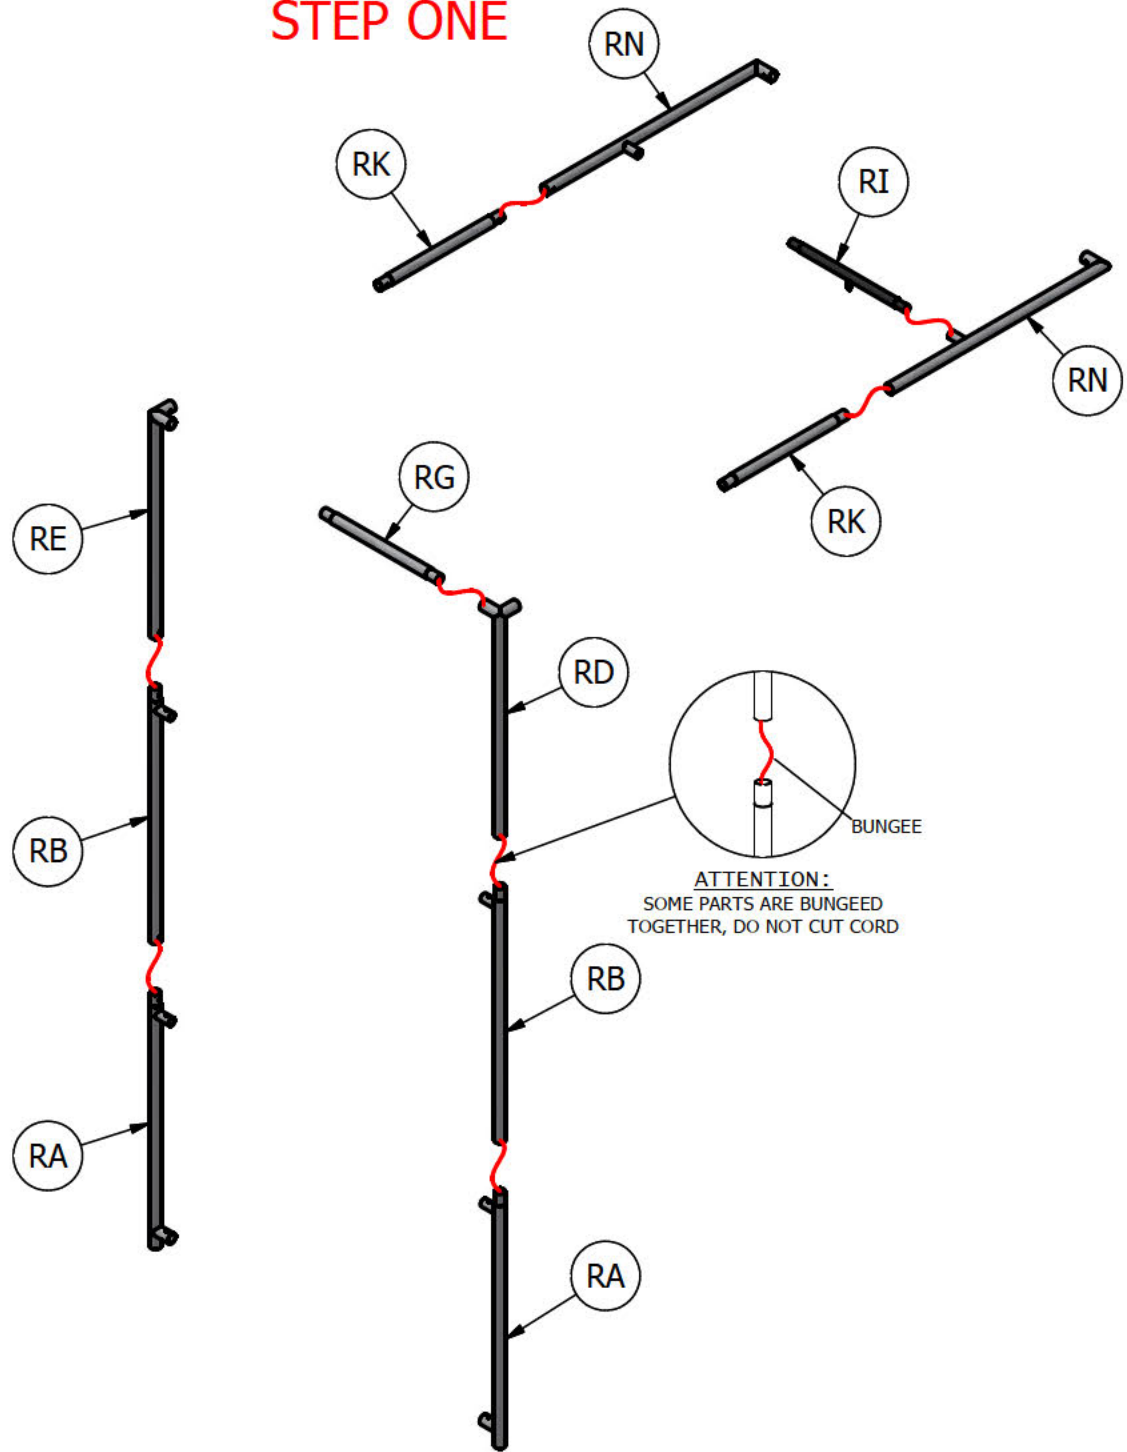 STEP ONE
RN
RK
RI
RN
RK
RG
RE
RD
BUNGEE
RB
ATTENTION:
SOME PARTS ARE BUNGEED
TOGETHER, DO NOT CUT CORD
RB
RA
RA